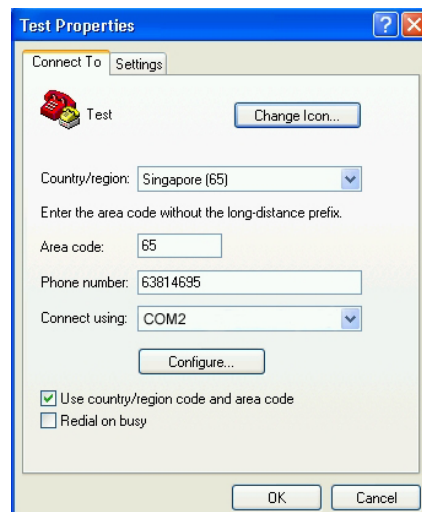 Test Properties
Connect To Settings
Test Change Icon...
Country/region: Singapore (65)
Enter the area code without the long-distance prefix.
Area code: 65
Phone number: 63814695
Connect using: COM2
Configure...
Use country/region code and area code
Redial on busy
OK Cancel